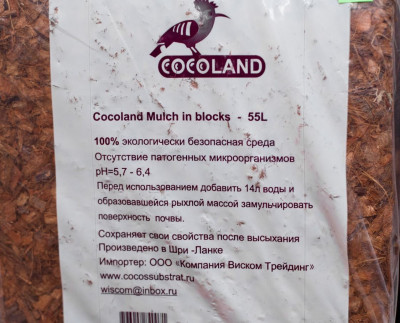 COCOLAND
Cocoland Mulch in blocks - 55L
100% экологически безопасная среда
Отсутствие патогенных микроорганизмов
pH=5,7 - 6,4
Перед использованием добавить 14л воды и
образовавшейся рыхлой массой замульчировать
поверхность почвы.
Сохраняет свои свойства после высыхания
Произведено в Шри -Ланке
Импортер: ООО «Компания Виском Трейдинг»
www.cocossubstrat.ru
wiscom@inbox.ru